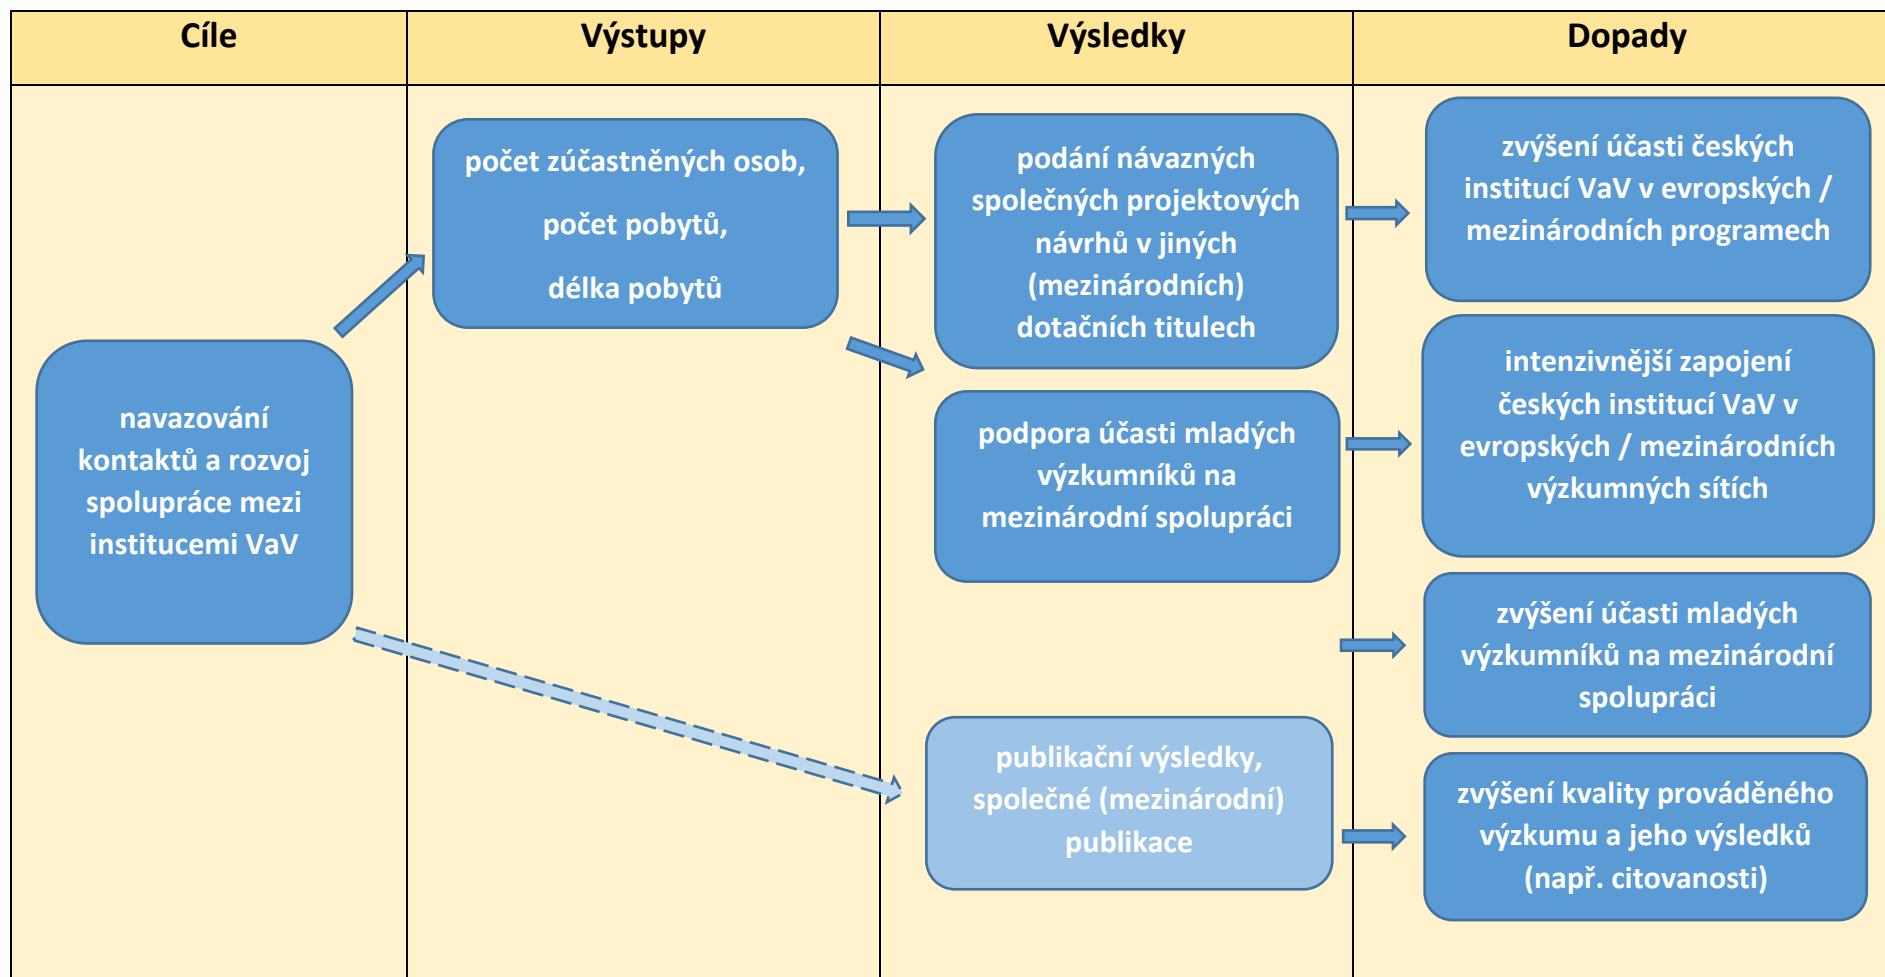 Cíle
Výstupy
Výsledky
Dopady
navazování
kontaktů a rozvoj
spolupráce mezi
institucemi VaV
počet zúčastněných osob,
počet pobytů,
délka pobytů
podání návazných
společných projektových
návrhů v jiných
(mezinárodních)
dotačních titulech
podpora účasti mladých
výzkumníků na
mezinárodní spolupráci
publikační výsledky,
společné (mezinárodní)
publikace
zvýšení účasti českých
institucí VaV v evropských /
mezinárodních programech
intenzivnější zapojení
českých institucí VaV v
evropských / mezinárodních
výzkumných sítích
zvýšení účasti mladých
výzkumníků na mezinárodní
spolupráci
zvýšení kvality prováděného
výzkumu a jeho výsledků
(např. citovanosti)